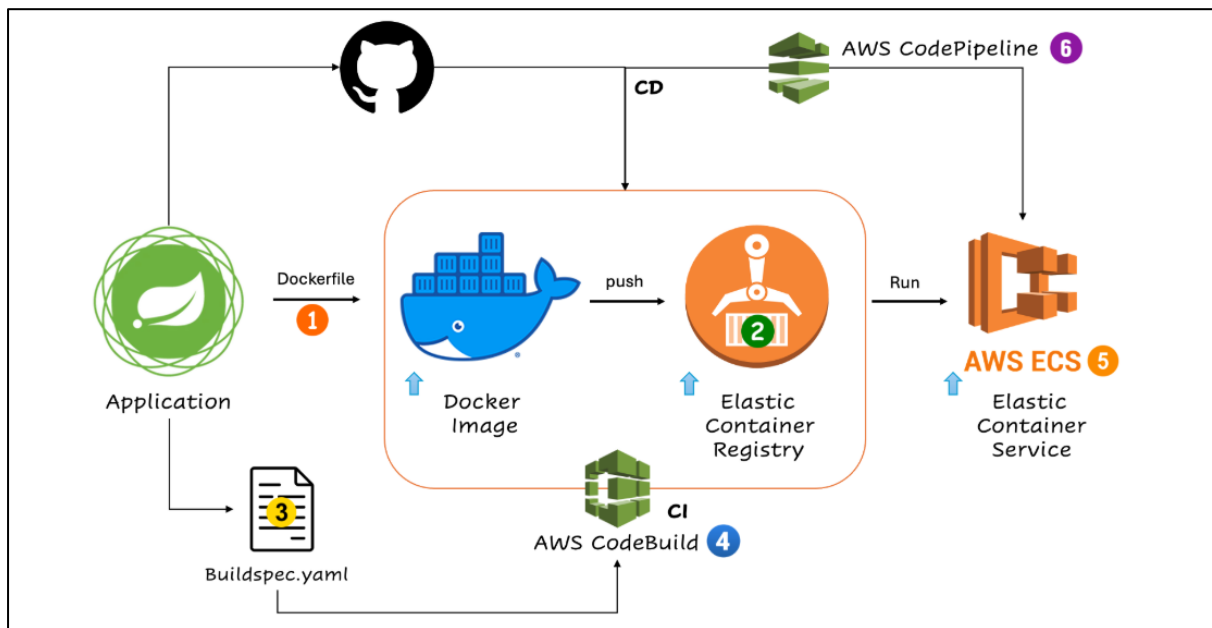 AWS CodePipeline 6
CD
Dockerfile
1
push
2
Run
AWS ECS 5
Application
Docker
Image
Elastic
Container
Registry
Elastic
Container
Service
3
CI
AWS CodeBuild 4
Buildspec.yaml